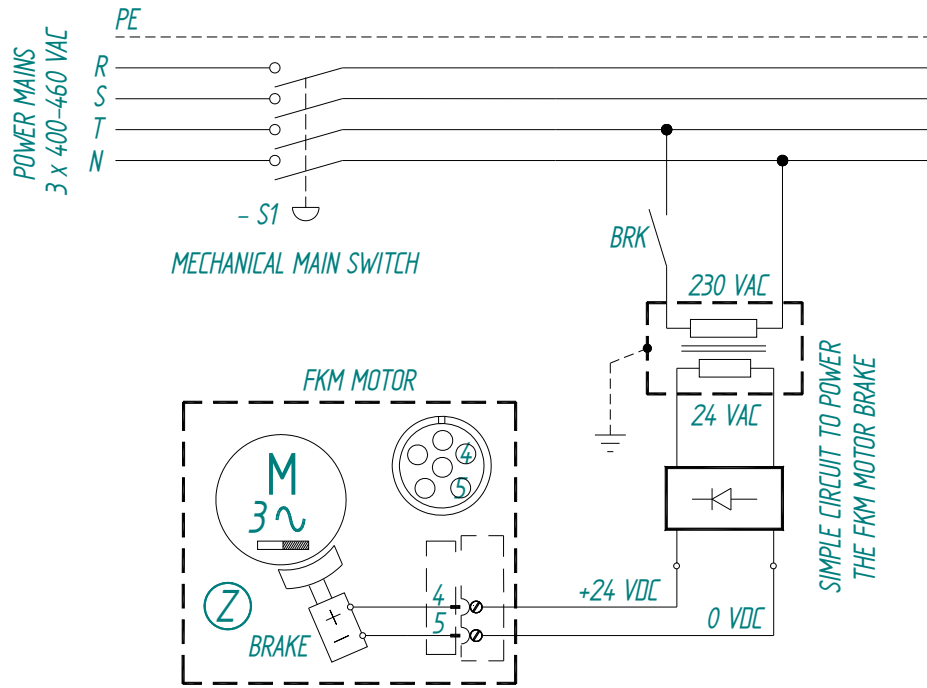 PE
POWER MAINS
3 x 400-460 VAC
R
S
T
N
- S1
MECHANICAL MAIN SWITCH
BRK
230 VAC
24 VAC
SIMPLE CIRCUIT TO POWER
THE FKM MOTOR BRAKE
FKM MOTOR
M
3 ∿
4
5
Z
+
−
BRAKE
4
5
+24 VDC
0 VDC